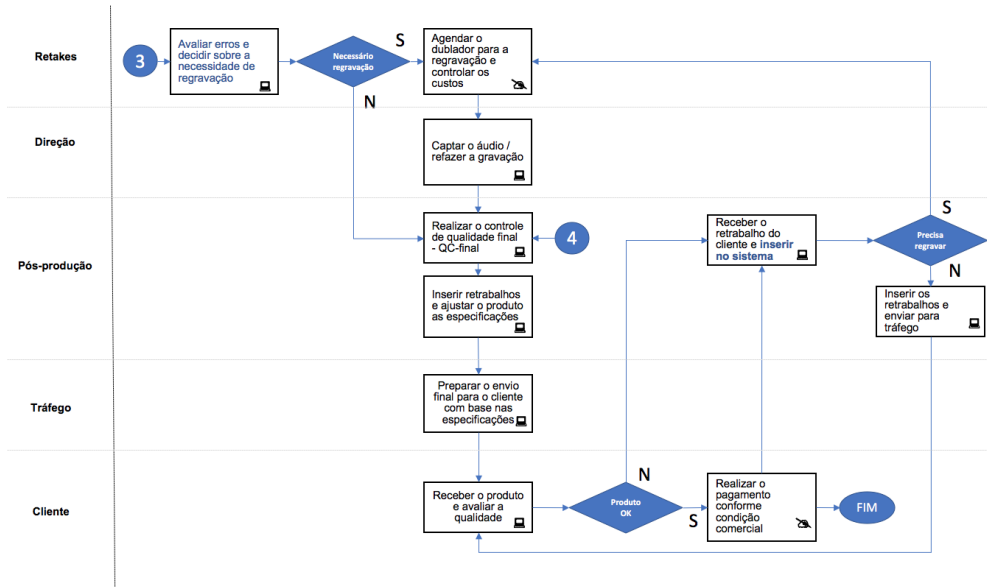 Retakes
3
Avaliar erros e
decidir sobre a
necessidade de
regravação
Necessário
regravação
S
N
Agendar o
dublador para a
regravação e
controlar os
custos
Direção
Captar o áudio /
refazer a gravação
Pós-produção
Realizar o controle
de qualidade final
- QC-final
4
Inserir retrabalhos
e ajustar o produto
as especificações
Receber o
retrabalho do
cliente e inserir
no sistema
S
Precisa
regravar
N
Inserir os
retrabalhos e
enviar para
tráfego
Tráfego
Preparar o envio
final para o cliente
com base nas
especificações
Cliente
Receber o produto
e avaliar a
qualidade
N
Produto
OK
S
Realizar o
pagamento
conforme
condição
comercial
FIM